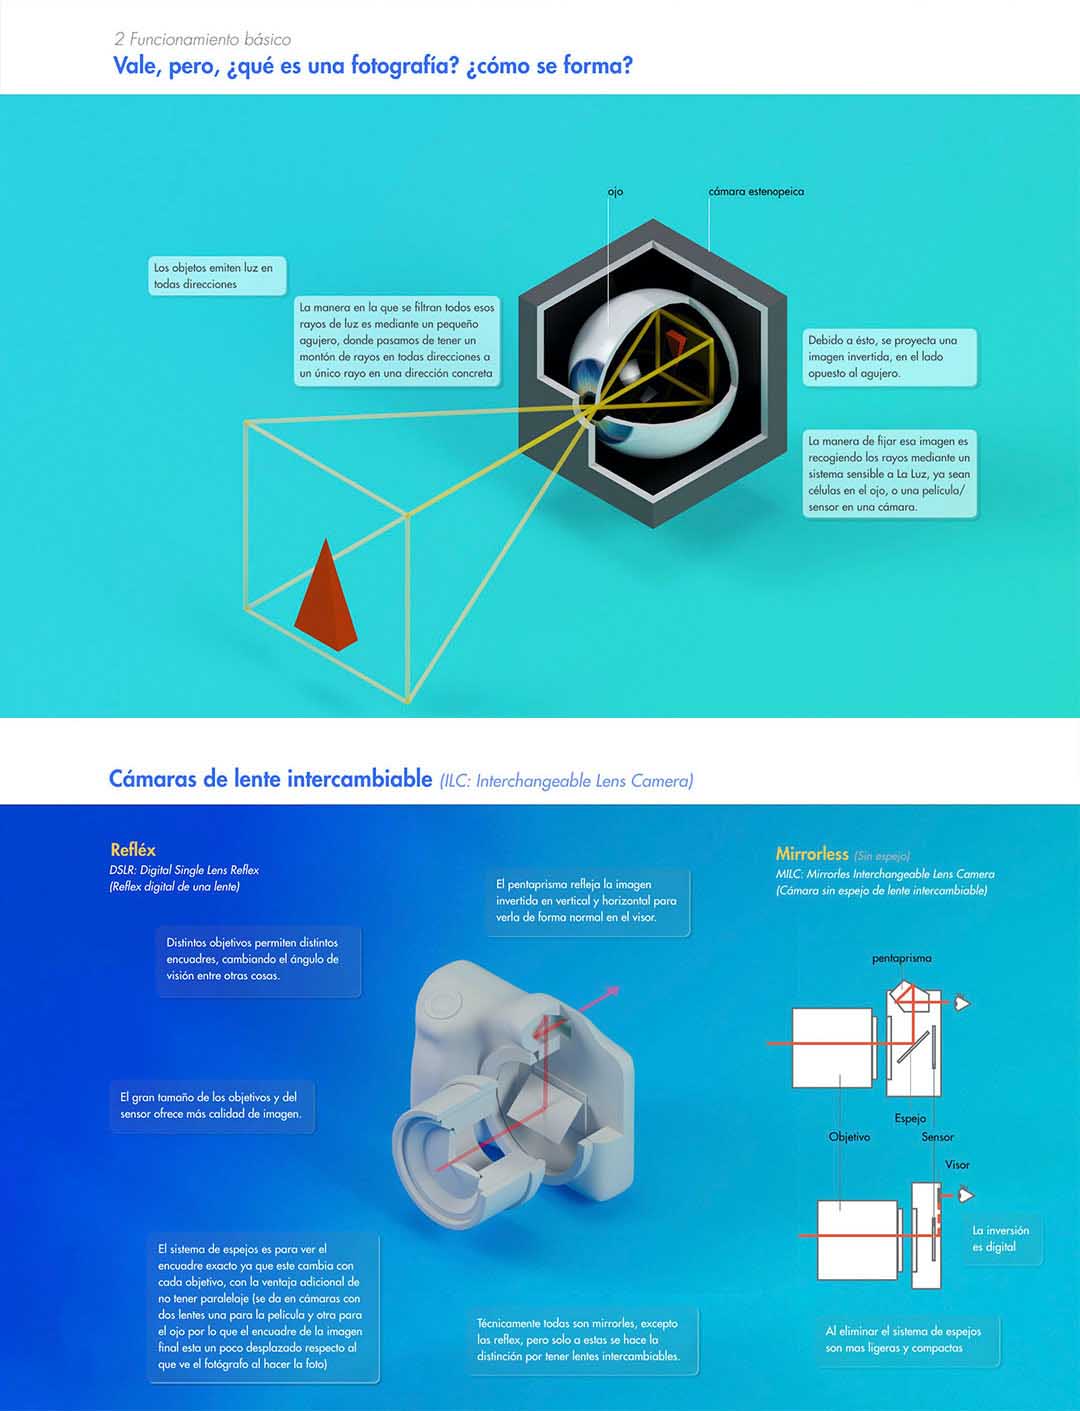 2 Funcionamiento básico
Vale, pero, ¿qué es una fotografía? ¿cómo se forma?
ojo
cámara estenopeica
Los objetos emiten luz en
todas direcciones
La manera en la que se filtran todos esos
rayos de luz es mediante un pequeño
agujero, donde pasamos de tener un
montón de rayos en todas direcciones a
un único rayo en una dirección concreta
Debido a ésto, se proyecta una
imagen invertida, en el lado
opuesto al agujero.
La manera de fijar esa imagen es
recogiendo los rayos mediante un
sistema sensible a La Luz, ya sean
células en el ojo, o una película/
sensor en una cámara.
Cámaras de lente intercambiable (ILC: Interchangeable Lens Camera)
Refléx
DSLR: Digital Single Lens Reflex
(Reflex digital de una lente)
Distintos objetivos permiten distintos
encuadres, cambiando el ángulo de
visión entre otras cosas.
El pentaprisma refleja la imagen
invertida en vertical y horizontal para
verla de forma normal en el visor.
El gran tamaño de los objetivos y del
sensor ofrece más calidad de imagen.
El sistema de espejos es para ver el
encuadre exacto ya que este cambia con
cada objetivo, con la ventaja adicional de
no tener paralelaje (se da en cámaras con
dos lentes una para la película y otra para
el ojo por lo que el encuadre de la imagen
final esta un poco desplazado respecto al
que ve el fotógrafo al hacer la foto)
Técnicamente todas son mirrorles, excepto
las reflex, pero solo a estas se hace la
distinción por tener lentes intercambiables.
Mirrorless (Sin espejo)
MILC: Mirrorles Interchangeable Lens Camera
(Cámara sin espejo de lente intercambiable)
pentaprisma
Espejo
Objetivo
Sensor
Visor
La inversión
es digital
Al eliminar el sistema de espejos
son mas ligeras y compactas